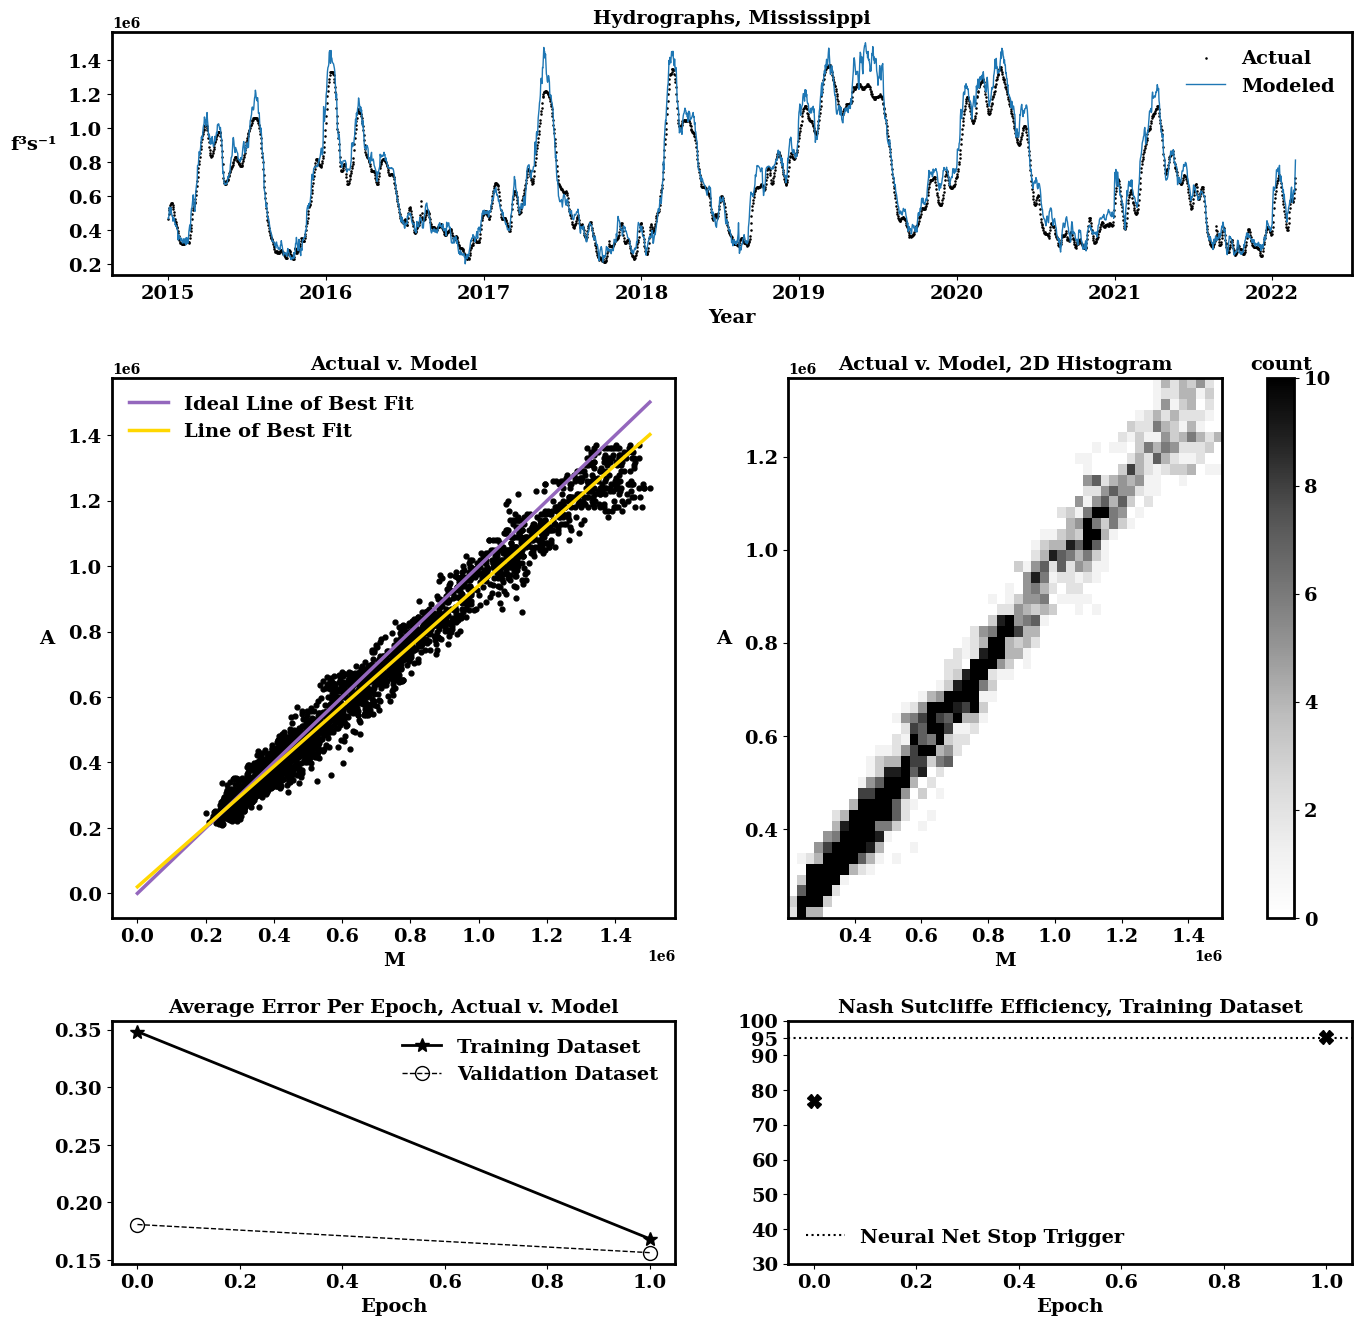 Hydrographs, Mississippi
1e6
1.4
1.2
1.0
0.8
0.6
0.4
0.2
f³s⁻¹
Actual
Modeled
2015 2016 2017 2018 2019 2020 2021 2022
Year
Actual v. Model
1e6
Ideal Line of Best Fit
Line of Best Fit
1.4
1.2
1.0
0.8
0.6
0.4
0.2
0.0
A
0.0 0.2 0.4 0.6 0.8 1.0 1.2 1.4
1e6
M
Actual v. Model, 2D Histogram
1e6
1.2
1.0
0.8
0.6
0.4
A
0.4 0.6 0.8 1.0 1.2 1.4
1e6
M
count
10
8
6
4
2
0
Average Error Per Epoch, Actual v. Model
0.35
0.30
0.25
0.20
0.15
Training Dataset
Validation Dataset
0.0 0.2 0.4 0.6 0.8 1.0
Epoch
Nash Sutcliffe Efficiency, Training Dataset
100
95
90
80
70
60
50
40
30
Neural Net Stop Trigger
0.0 0.2 0.4 0.6 0.8 1.0
Epoch